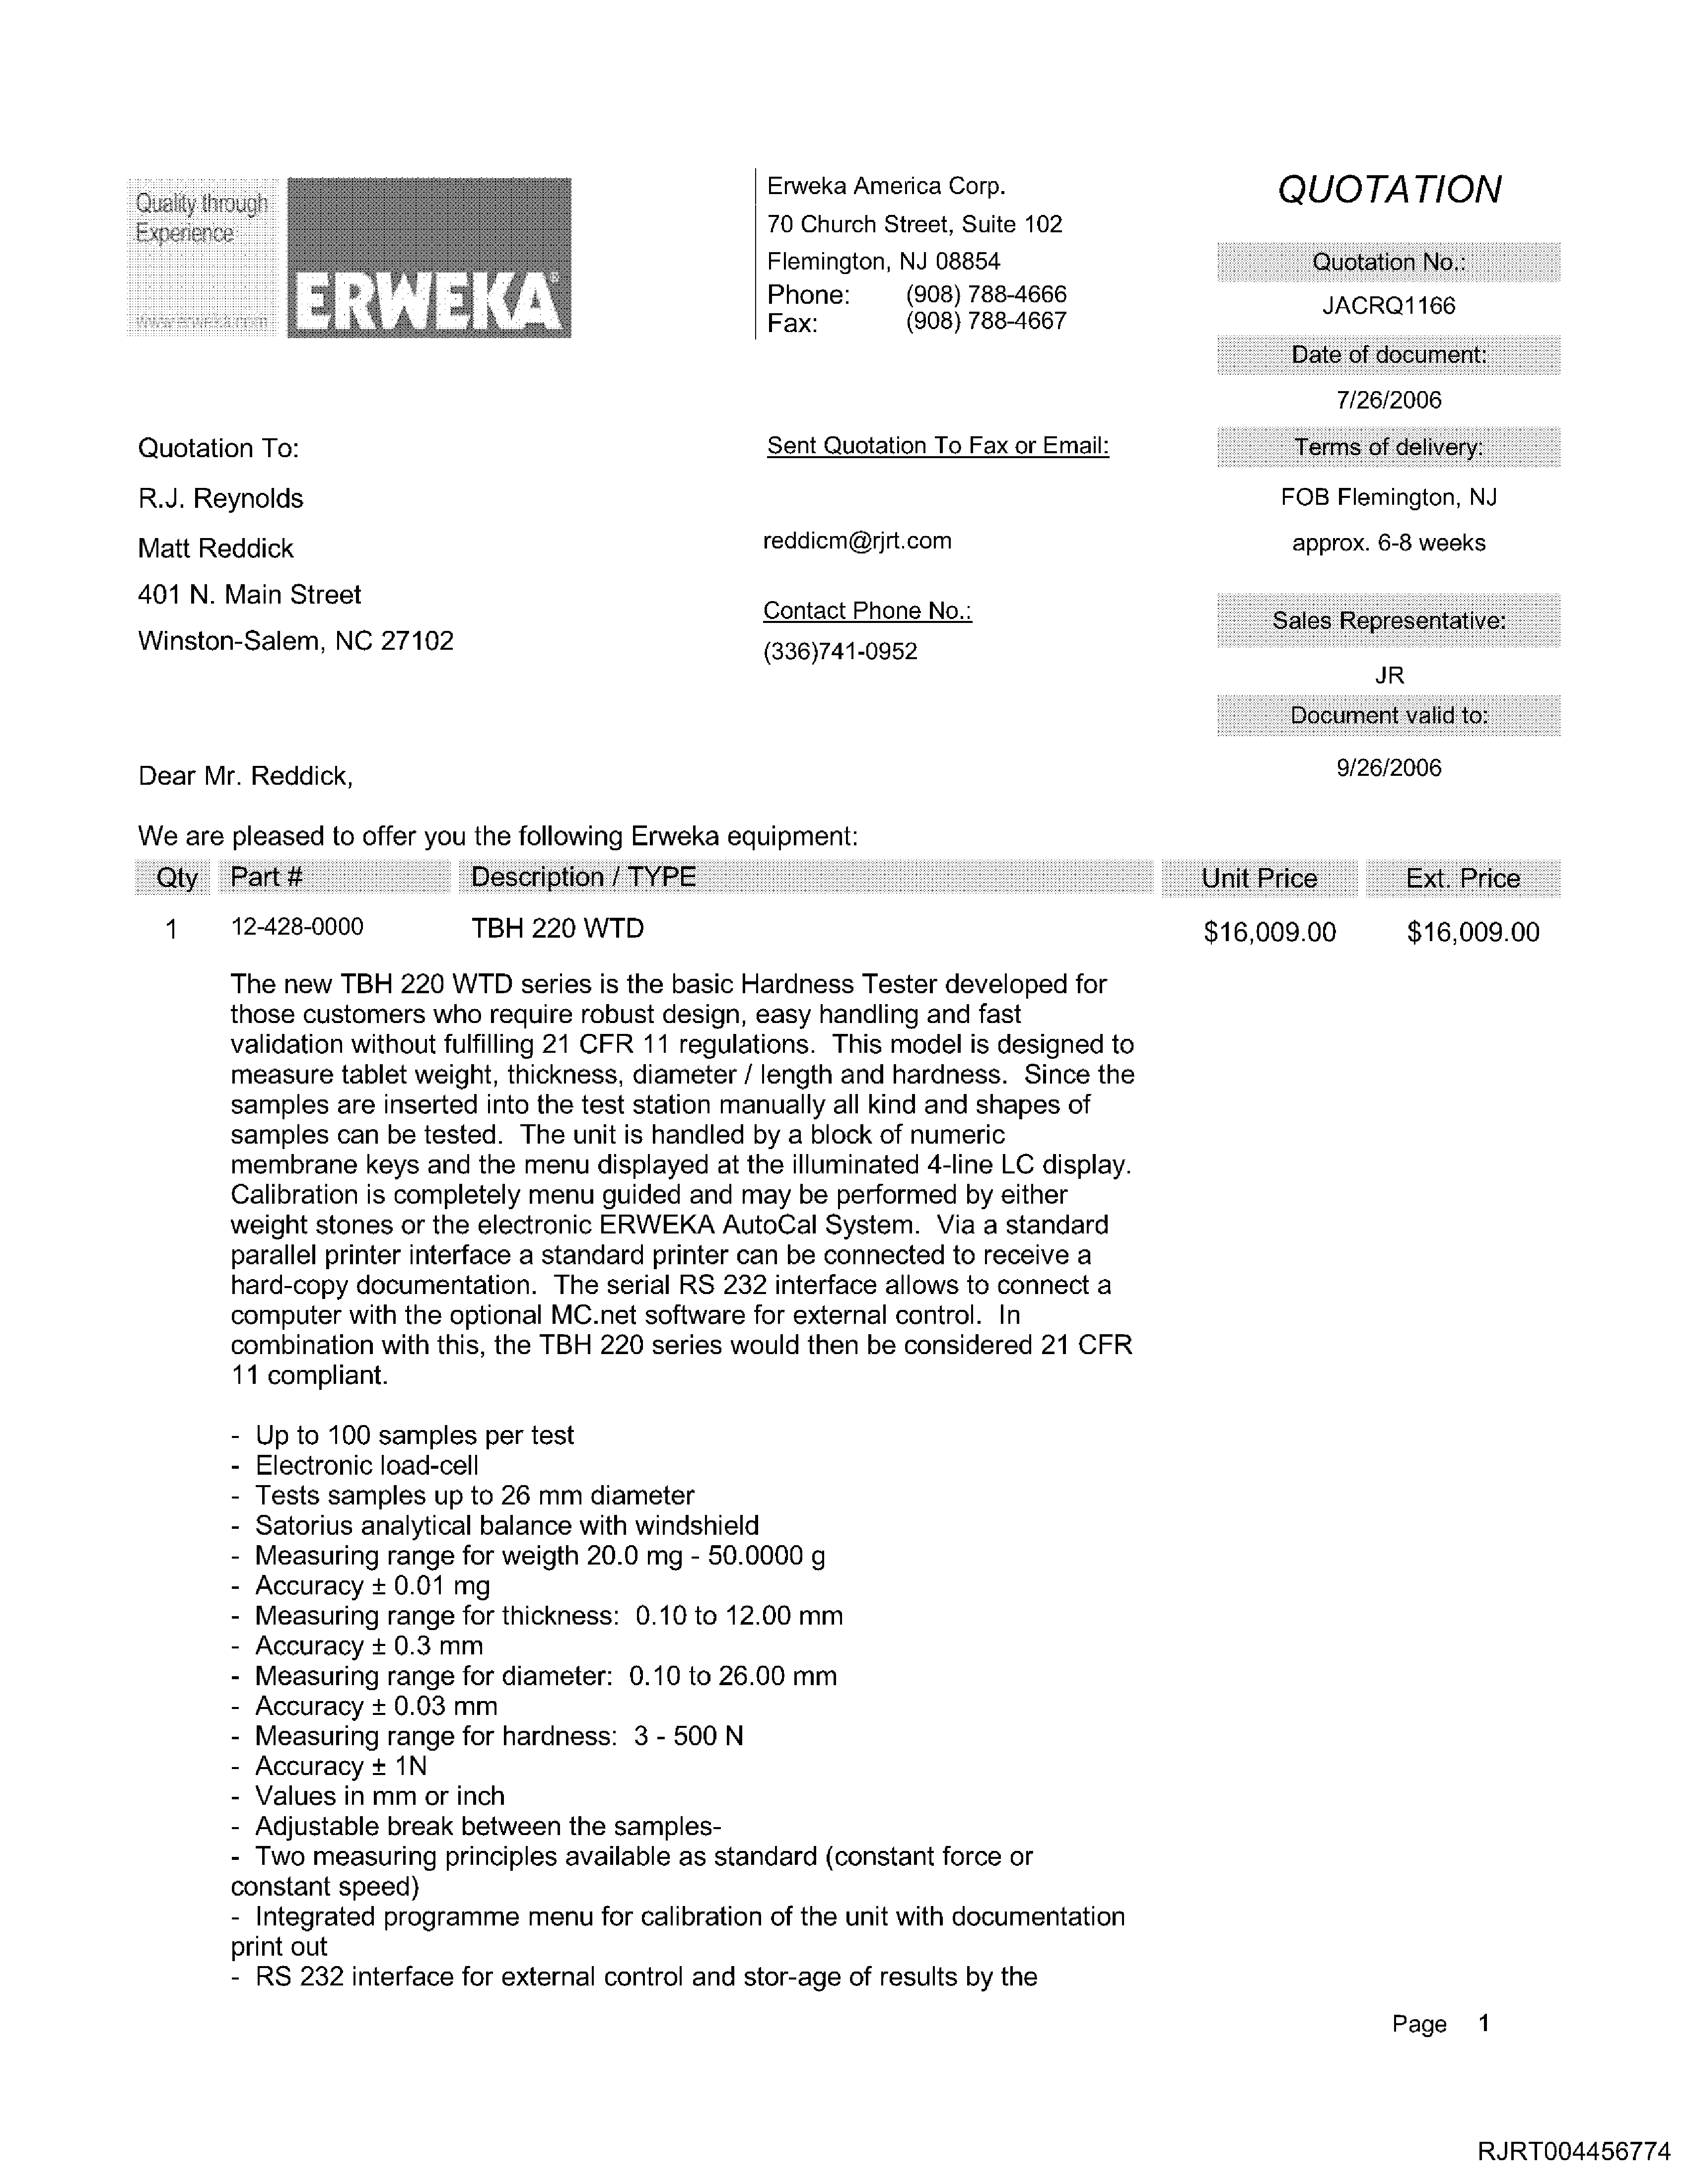 Quality through
Experience
www.erweka.com
ERWEKA®
Erweka America Corp.
70 Church Street, Suite 102
Flemington, NJ 08854
Phone: (908) 788-4666
Fax: (908) 788-4667
QUOTATION
Quotation No.:
JACRQ1166
Date of document:
7/26/2006
Terms of delivery:
FOB Flemington, NJ
approx. 6-8 weeks
Sales Representative:
JR
Document valid to:
9/26/2006
Quotation To:
R.J. Reynolds
Matt Reddick
401 N. Main Street
Winston-Salem, NC 27102
Sent Quotation To Fax or Email:
reddicm@rjrt.com
Contact Phone No.:
(336)741-0952
Dear Mr. Reddick,
We are pleased to offer you the following Erweka equipment:
Qty Part # Description / TYPE Unit Price Ext. Price
1 12-428-0000 TBH 220 WTD $16,009.00 $16,009.00
The new TBH 220 WTD series is the basic Hardness Tester developed for
those customers who require robust design, easy handling and fast
validation without fulfilling 21 CFR 11 regulations.  This model is designed to
measure tablet weight, thickness, diameter / length and hardness.  Since the
samples are inserted into the test station manually all kind and shapes of
samples can be tested.  The unit is handled by a block of numeric
membrane keys and the menu displayed at the illuminated 4-line LC display.
Calibration is completely menu guided and may be performed by either
weight stones or the electronic ERWEKA AutoCal System.  Via a standard
parallel printer interface a standard printer can be connected to receive a
hard-copy documentation.  The serial RS 232 interface allows to connect a
computer with the optional MC.net software for external control.  In
combination with this, the TBH 220 series would then be considered 21 CFR
11 compliant.
- Up to 100 samples per test
- Electronic load-cell
- Tests samples up to 26 mm diameter
- Satorius analytical balance with windshield
- Measuring range for weigth 20.0 mg - 50.0000 g
- Accuracy ± 0.01 mg
- Measuring range for thickness:  0.10 to 12.00 mm
- Accuracy ± 0.3 mm
- Measuring range for diameter:  0.10 to 26.00 mm
- Accuracy ± 0.03 mm
- Measuring range for hardness:  3 - 500 N
- Accuracy ± 1N
- Values in mm or inch
- Adjustable break between the samples-
- Two measuring principles available as standard (constant force or
constant speed)
- Integrated programme menu for calibration of the unit with documentation
print out
- RS 232 interface for external control and stor-age of results by the
Page 1
RJRT004456774